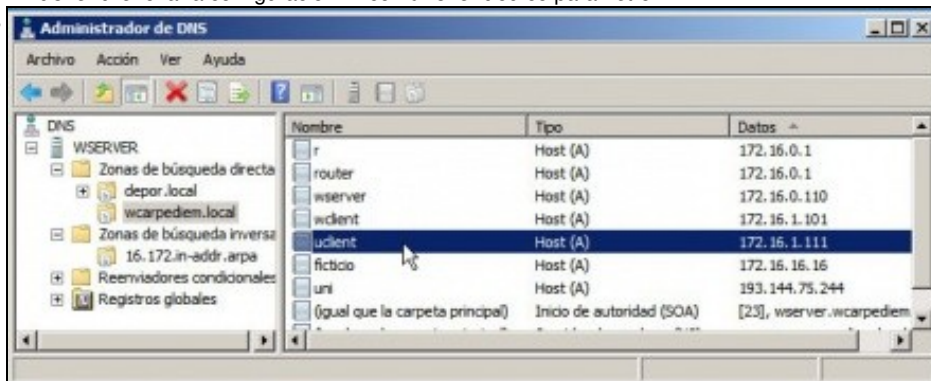 Administrador de DNS
Archivo Acción Ver Ayuda
DNS
WSERVER
Zonas de búsqueda directa
depor.local
wcarpediem.local
Zonas de búsqueda inversa
16.172.in-addr.arpa
Reenviadores condicionales
Registros globales
Nombre Tipo Datos
r Host (A) 172.16.0.1
router Host (A) 172.16.0.1
wserver Host (A) 172.16.0.110
wclient Host (A) 172.16.1.101
uclient Host (A) 172.16.1.111
ficticio Host (A) 172.16.16.16
uni Host (A) 193.144.75.244
(igual que la carpeta principal) Inicio de autoridad (SOA) [23], wserver.wcarpediem